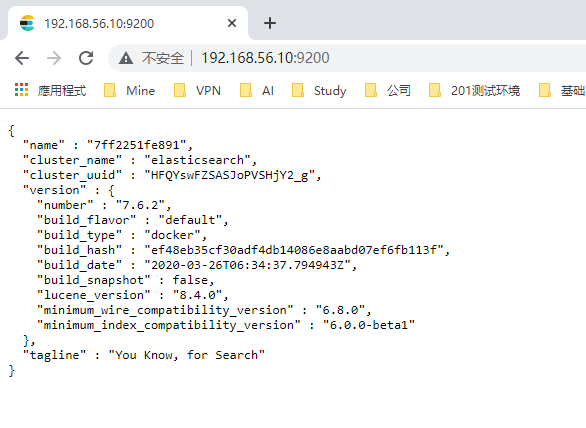 192.168.56.10:9200
不安全 192.168.56.10:9200
應用程式 Mine VPN AI Study 公司 201测试环境 基础
{
"name" : "7ff2251fe891",
"cluster_name" : "elasticsearch",
"cluster_uuid" : "HFQYswFZSASJoPVSHjY2_g",
"version" : {
"number" : "7.6.2",
"build_flavor" : "default",
"build_type" : "docker",
"build_hash" : "ef48eb35cf30adf4db14086e8aabd07ef6fb113f",
"build_date" : "2020-03-26T06:34:37.794943Z",
"build_snapshot" : false,
"lucene_version" : "8.4.0",
"minimum_wire_compatibility_version" : "6.8.0",
"minimum_index_compatibility_version" : "6.0.0-beta1"
},
"tagline" : "You Know, for Search"
}